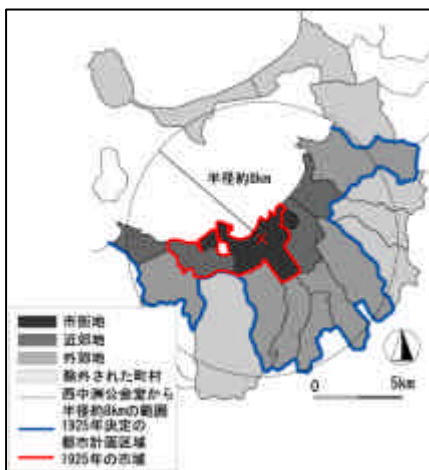 半径約8km
市街地
近郊地
外郊地
除外された町村
西中洲公会堂から
半径約8kmの範囲
1925年決定の
都市計画区域
1925年の市域
0 5km